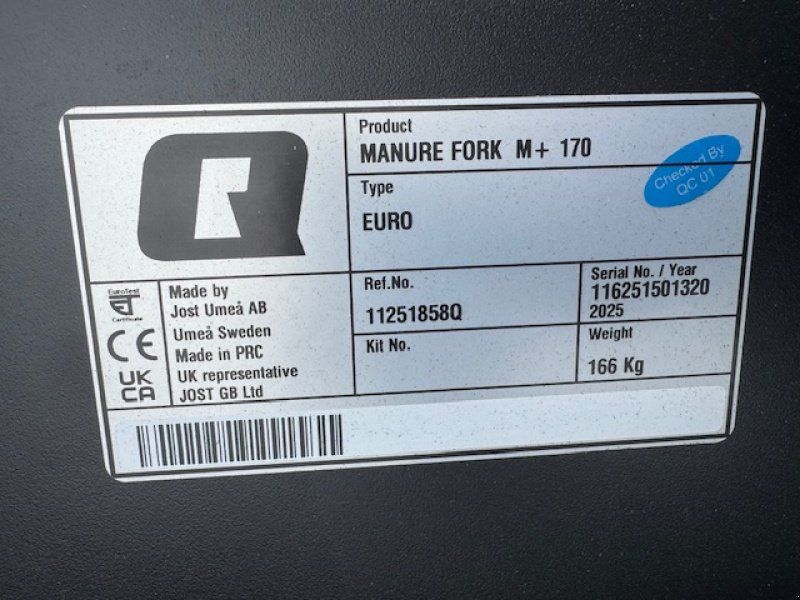 Product
MANURE FORK M+ 170
Type
EURO
Checked By
QC 01
EuroTest
Certificate
CE
UK
CA
Made by
Jost Umeå AB
Umeå Sweden
Made in PRC
UK representative
JOST GB Ltd
Ref.No.
11251858Q
Kit No.
Serial No. / Year
116251501320
2025
Weight
166 Kg